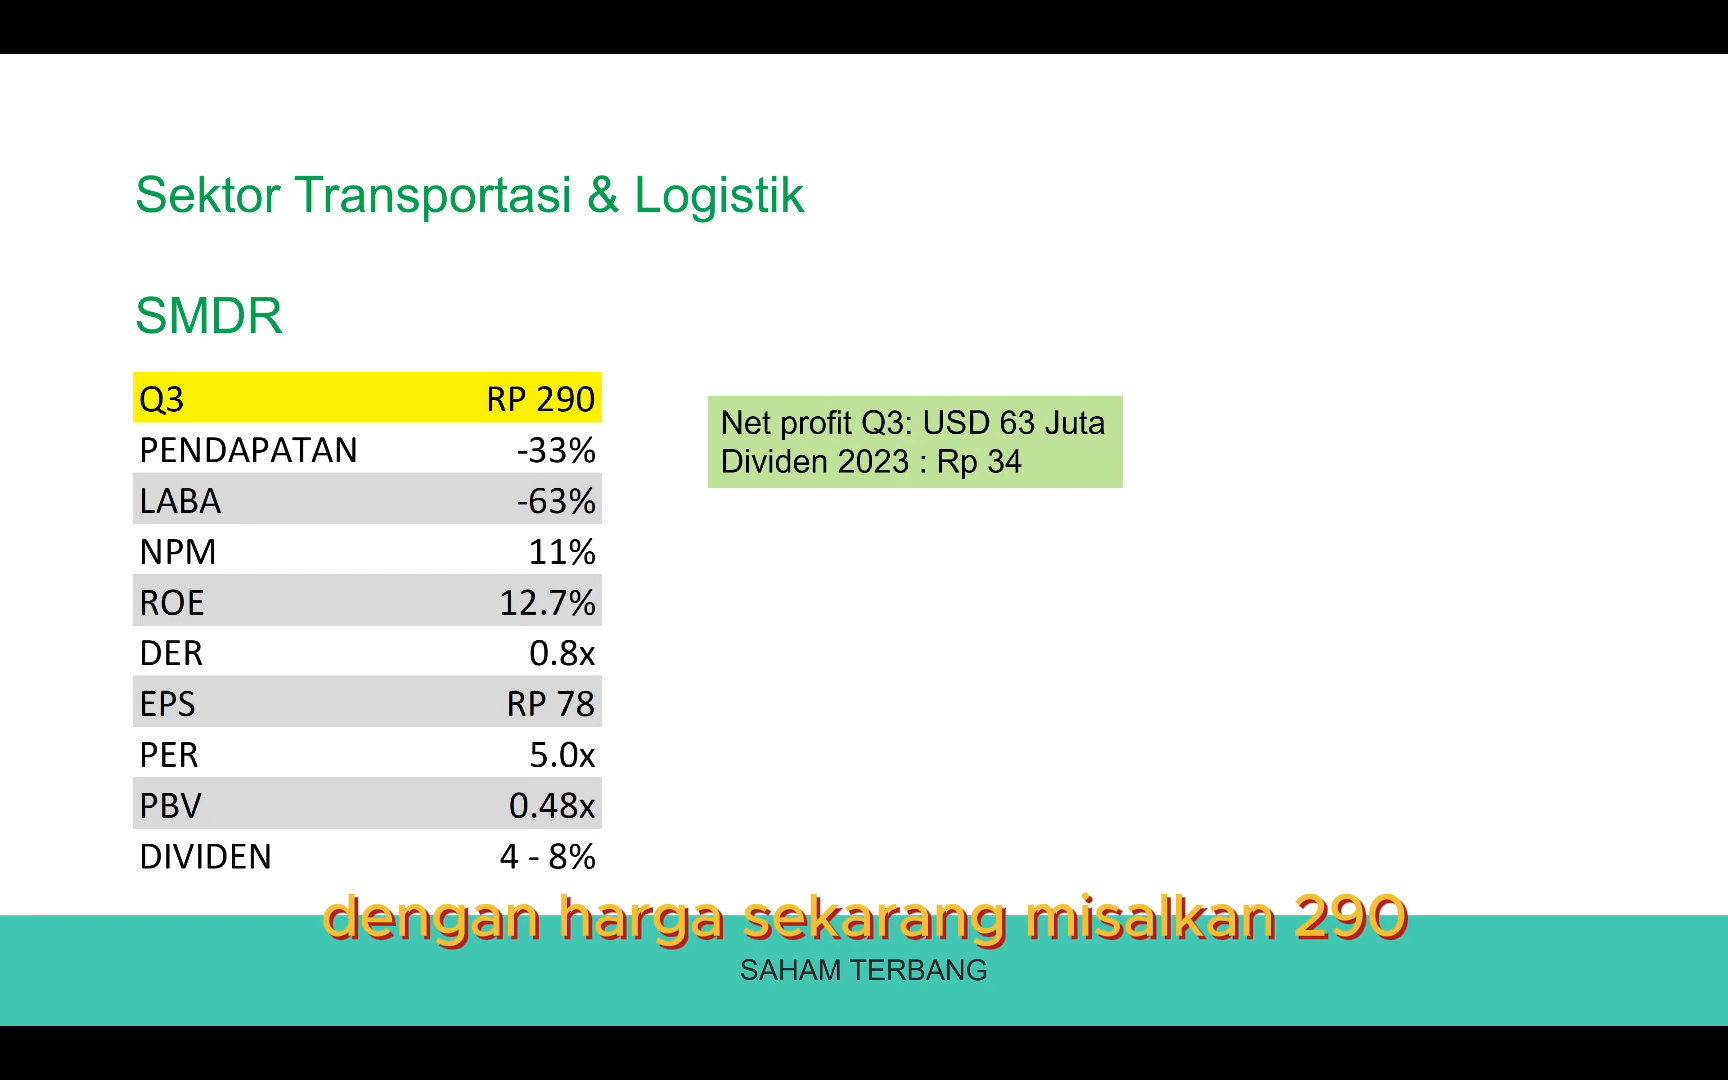 Sektor Transportasi & Logistik
SMDR
Q3 RP 290
PENDAPATAN -33%
LABA -63%
NPM 11%
ROE 12.7%
DER 0.8x
EPS RP 78
PER 5.0x
PBV 0.48x
DIVIDEN 4 - 8%
Net profit Q3: USD 63 Juta
Dividen 2023 : Rp 34
dengan harga sekarang misalkan 290
SAHAM TERBANG